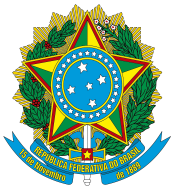 REPÚBLICA FEDERATIVA DO BRASIL
15 de Novembro
de 1889